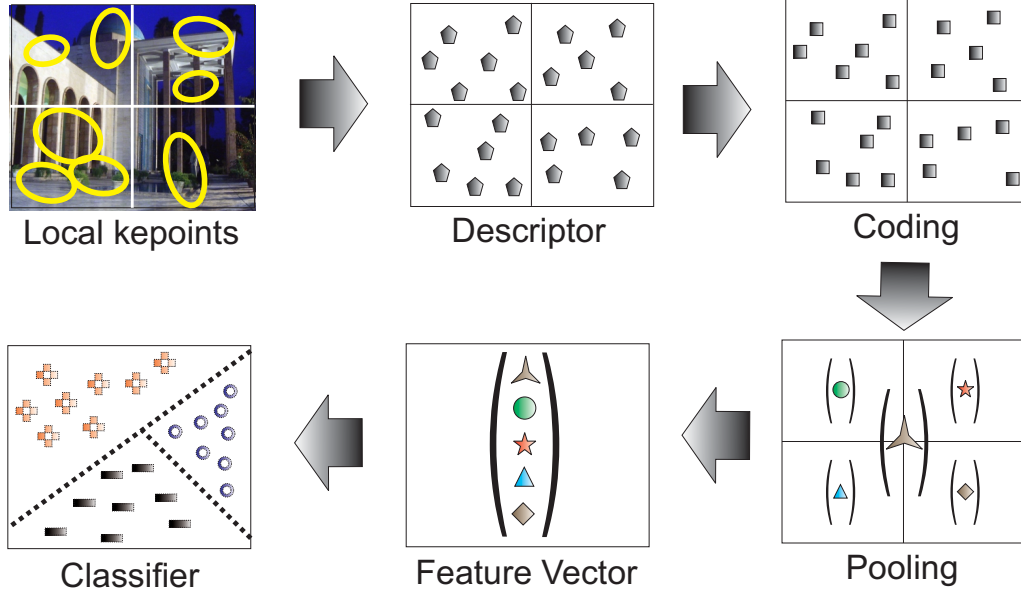 Local kepoints
Descriptor
Coding
Classifier
Feature Vector
Pooling